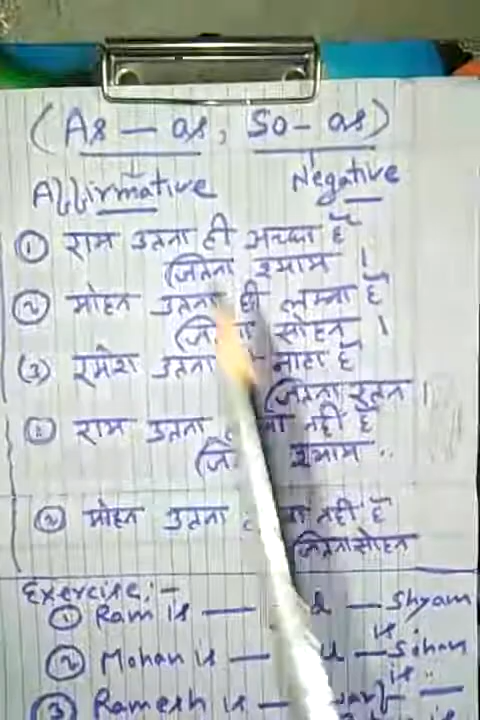 (As — as, So — as)
Affirmative Negative
① राम उतना ही अच्छा है
(जितना श्याम ।
② मोहन उतना ही लम्बा है
सोहन ।
(3) रमेश उतना नाटा है
(जितना
① राम उतना नहीं है
श्याम ..
② मोहन उतना नहीं है
जितना सोहन
Exercise:-
① Ram is — — Shyam
is
② Mohan is — — Sohan
is..
③ Ramesh is — —